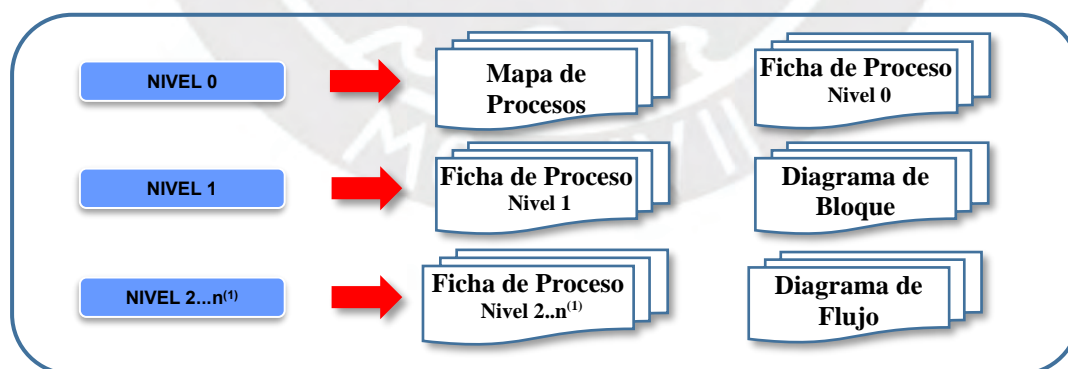 NIVEL 0
Mapa de
Procesos
Ficha de Proceso
Nivel 0
NIVEL 1
Ficha de Proceso
Nivel 1
Diagrama de
Bloque
NIVEL 2...n⁽¹⁾
Ficha de Proceso
Nivel 2..n⁽¹⁾
Diagrama de
Flujo